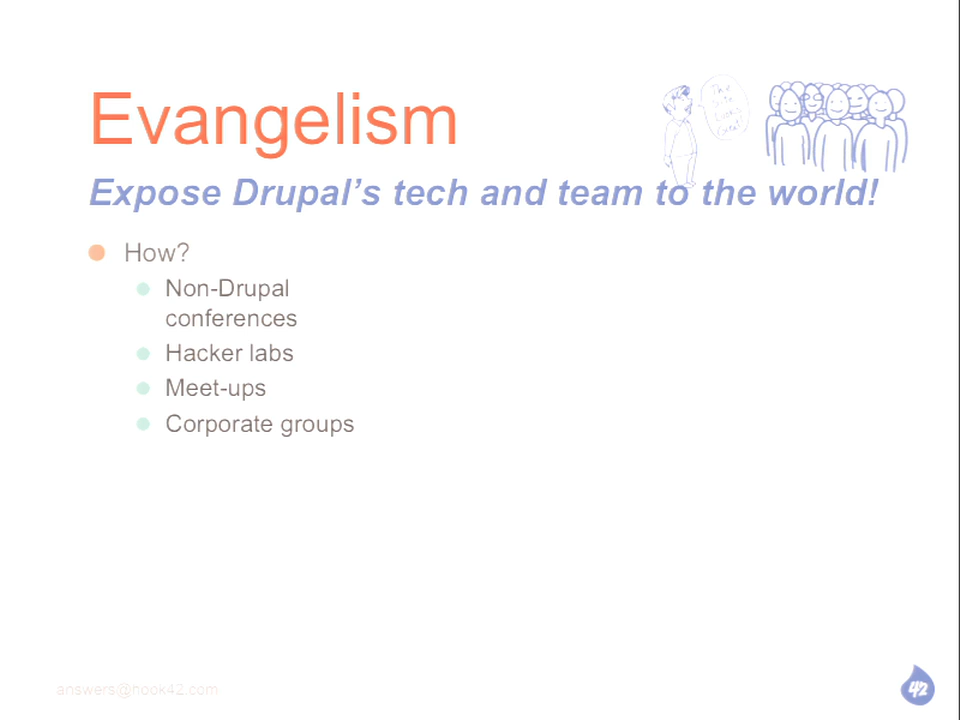 Evangelism
Expose Drupal’s tech and team to the world!
How?
Non-Drupal
conferences
Hacker labs
Meet-ups
Corporate groups
answers@hook42.com
42